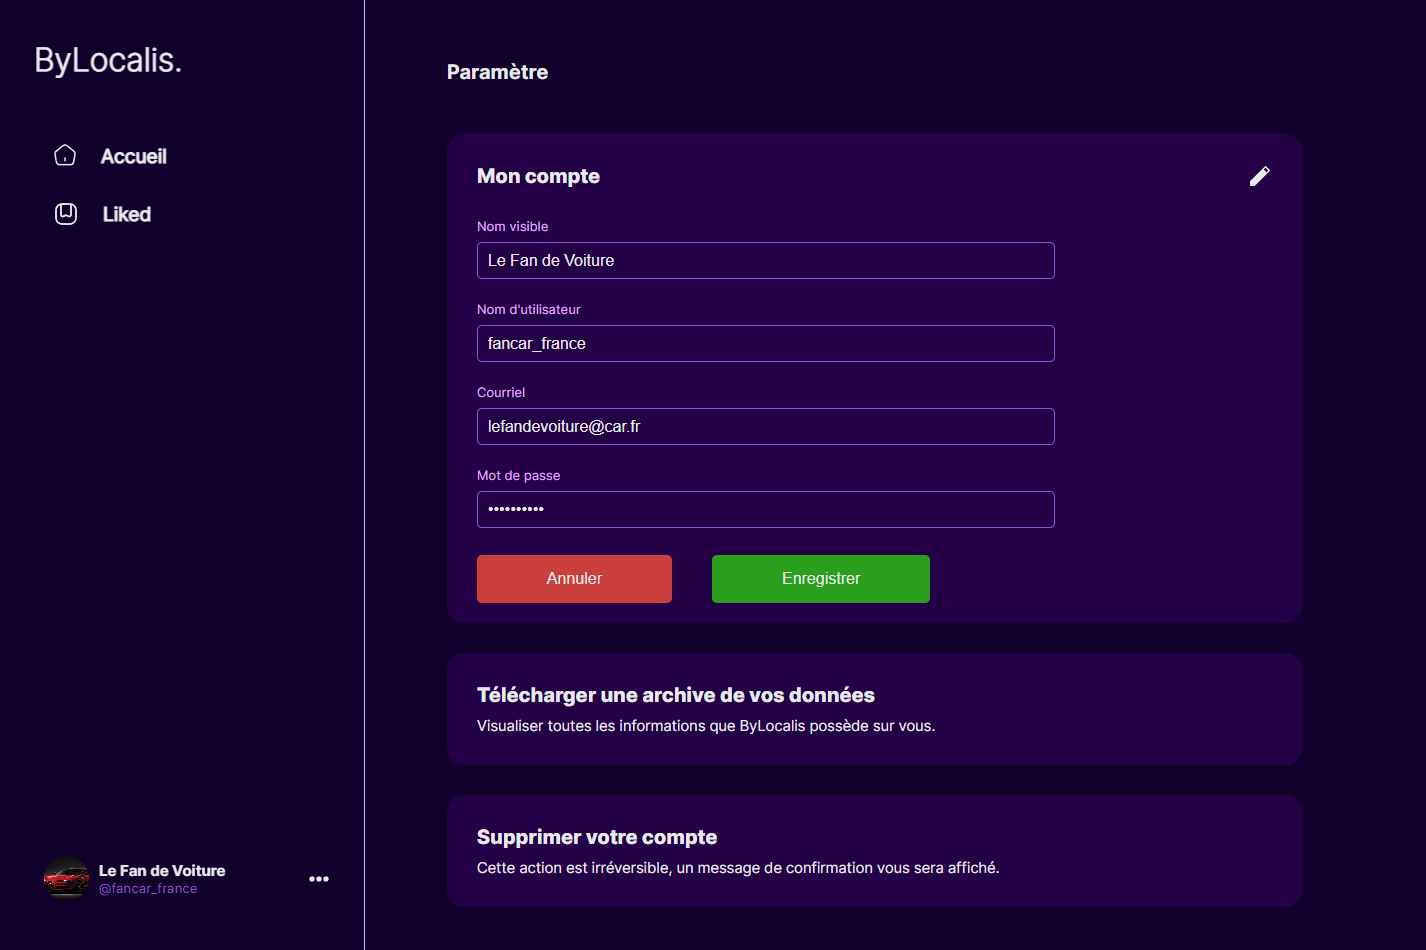 ByLocalis.
Accueil
Liked
Le Fan de Voiture
@fancar_france
Paramètre
Mon compte
Nom visible
Le Fan de Voiture
Nom d'utilisateur
fancar_france
Courriel
lefandevoiture@car.fr
Mot de passe
••••••••••
Annuler
Enregistrer
Télécharger une archive de vos données
Visualiser toutes les informations que ByLocalis possède sur vous.
Supprimer votre compte
Cette action est irréversible, un message de confirmation vous sera affiché.